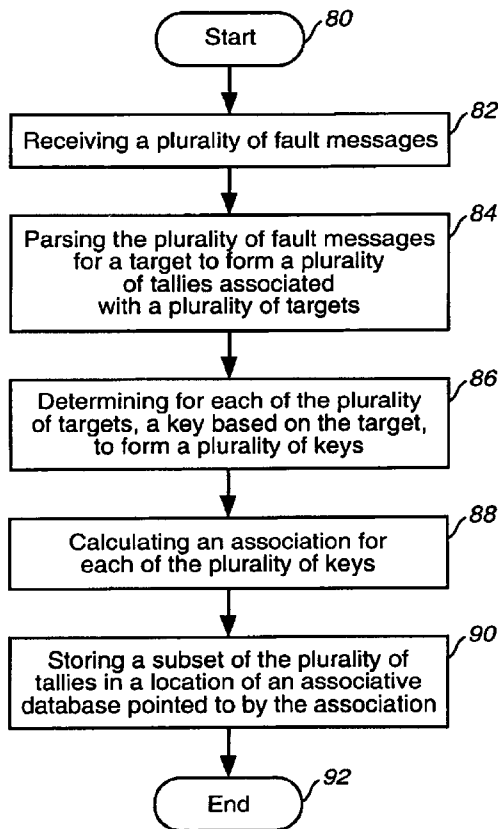 80
Start
82
Receiving a plurality of fault messages
84
Parsing the plurality of fault messages
for a target to form a plurality
of tallies associated
with a plurality of targets
86
Determining for each of the plurality
of targets, a key based on the target,
to form a plurality of keys
88
Calculating an association for
each of the plurality of keys
90
Storing a subset of the plurality of
tallies in a location of an associative
database pointed to by the association
92
End